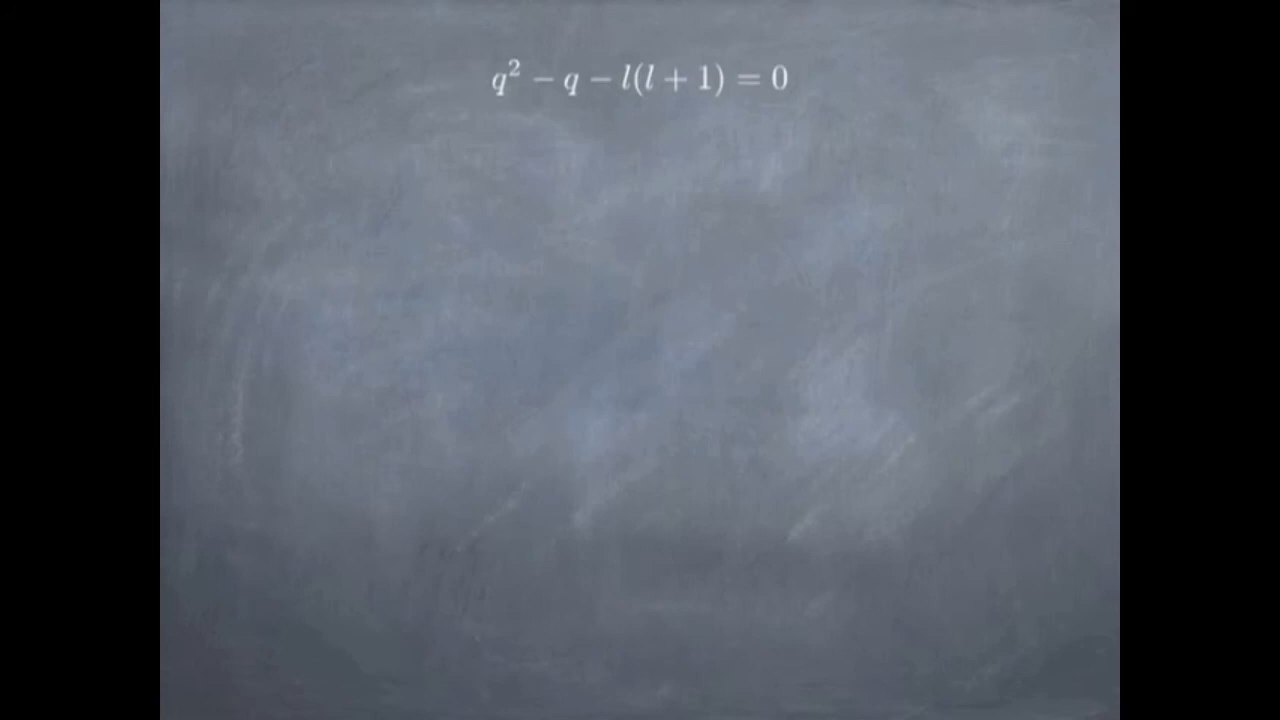 q² − q − l(l + 1) = 0